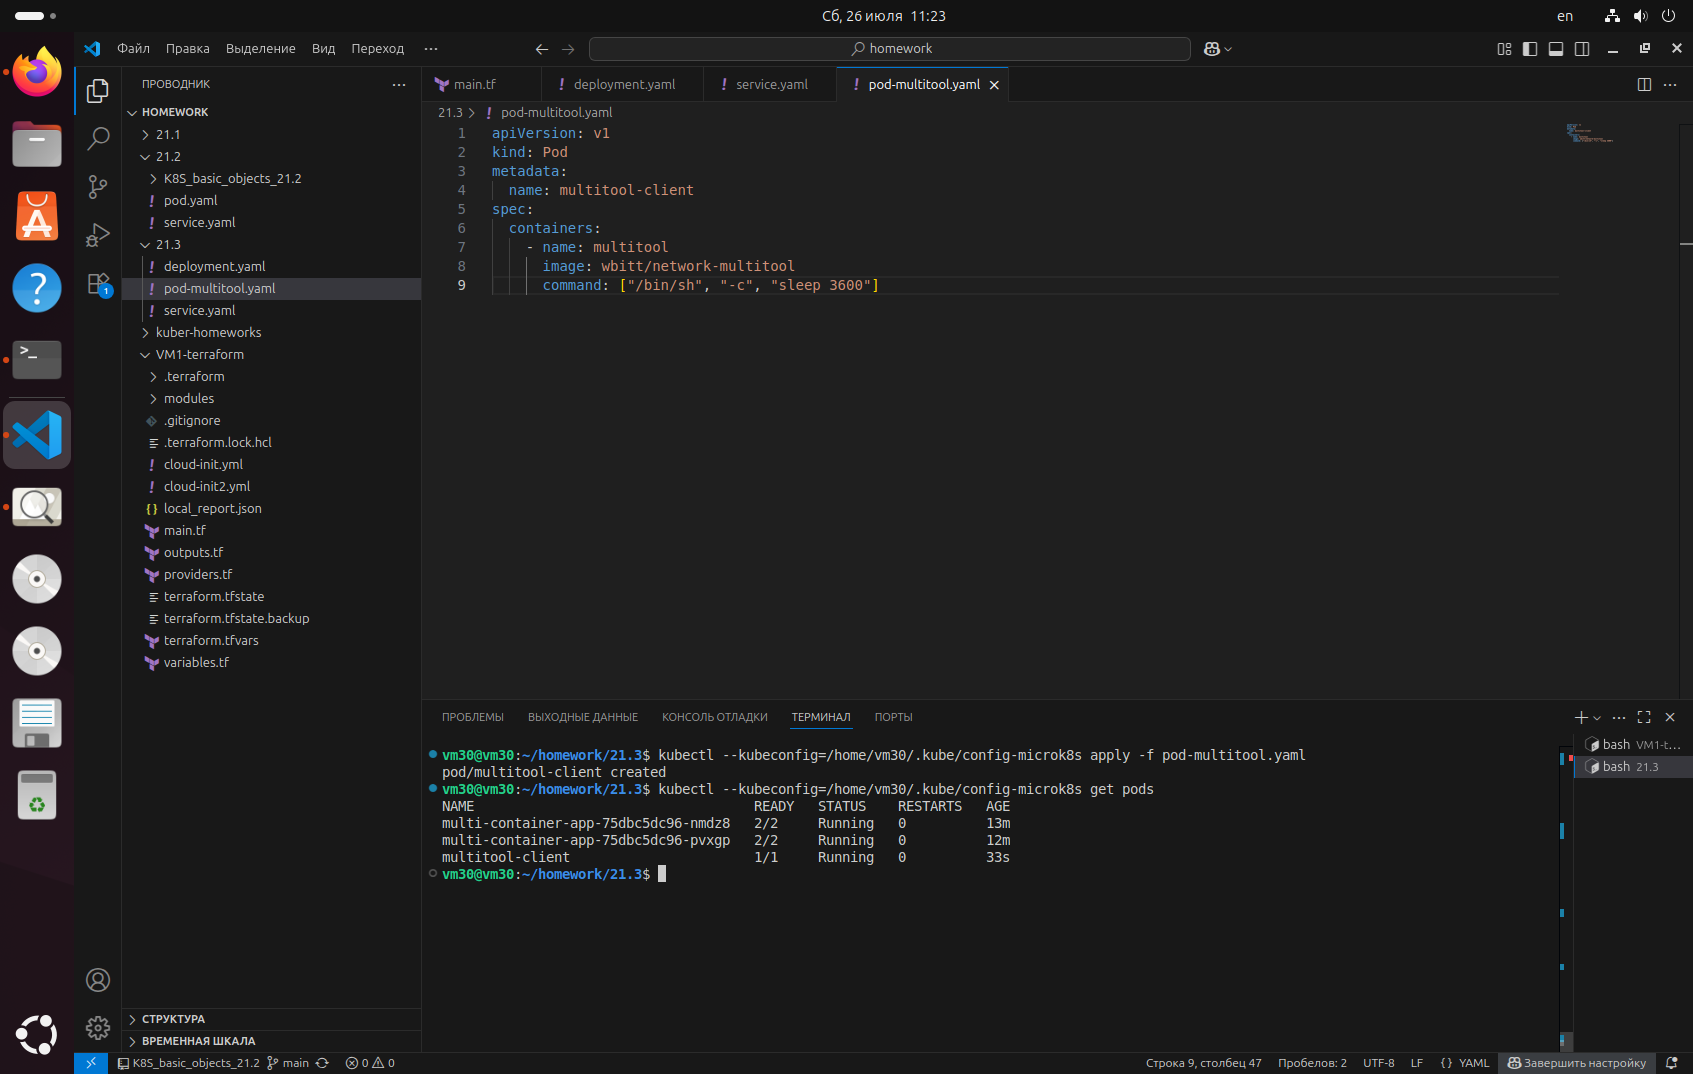 Сб, 26 июля 11:23
en
Файл Правка Выделение Вид Переход ···
homework
ПРОВОДНИК
HOMEWORK
21.1
21.2
K8S_basic_objects_21.2
pod.yaml
service.yaml
21.3
deployment.yaml
pod-multitool.yaml
service.yaml
kuber-homeworks
VM1-terraform
.terraform
modules
.gitignore
.terraform.lock.hcl
cloud-init.yml
cloud-init2.yml
local_report.json
main.tf
outputs.tf
providers.tf
terraform.tfstate
terraform.tfstate.backup
terraform.tfvars
variables.tf
СТРУКТУРА
ВРЕМЕННАЯ ШКАЛА
1
main.tf
deployment.yaml
service.yaml
pod-multitool.yaml
21.3 > ! pod-multitool.yaml
1 apiVersion: v1
2 kind: Pod
3 metadata:
4 name: multitool-client
5 spec:
6 containers:
7 - name: multitool
8 image: wbitt/network-multitool
9 command: ["/bin/sh", "-c", "sleep 3600"]
ПРОБЛЕМЫ ВЫХОДНЫЕ ДАННЫЕ КОНСОЛЬ ОТЛАДКИ ТЕРМИНАЛ ПОРТЫ
vm30@vm30:~/homework/21.3$ kubectl --kubeconfig=/home/vm30/.kube/config-microk8s apply -f pod-multitool.yaml
pod/multitool-client created
vm30@vm30:~/homework/21.3$ kubectl --kubeconfig=/home/vm30/.kube/config-microk8s get pods
NAME READY STATUS RESTARTS AGE
multi-container-app-75dbc5dc96-nmdz8 2/2 Running 0 13m
multi-container-app-75dbc5dc96-pvxgp 2/2 Running 0 12m
multitool-client 1/1 Running 0 33s
vm30@vm30:~/homework/21.3$
bash VM1-t...
bash 21.3
K8S_basic_objects_21.2 main 0 0
Строка 9, столбец 47 Пробелов: 2 UTF-8 LF {} YAML Завершить настройку